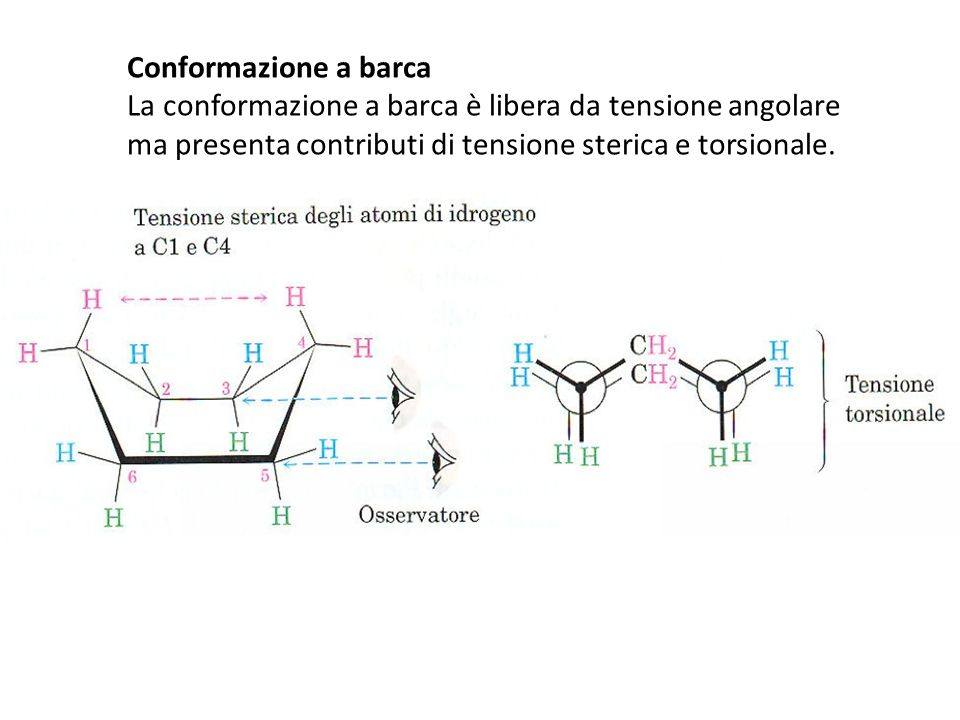 Conformazione a barca
La conformazione a barca è libera da tensione angolare
ma presenta contributi di tensione sterica e torsionale.
Tensione sterica degli atomi di idrogeno
a C1 e C4
H H
H 1 H H 4 H
2 3
H H
H H
6 5
H H
Osservatore
H CH2 H
H CH2 H
H H H H
Tensione
torsionale